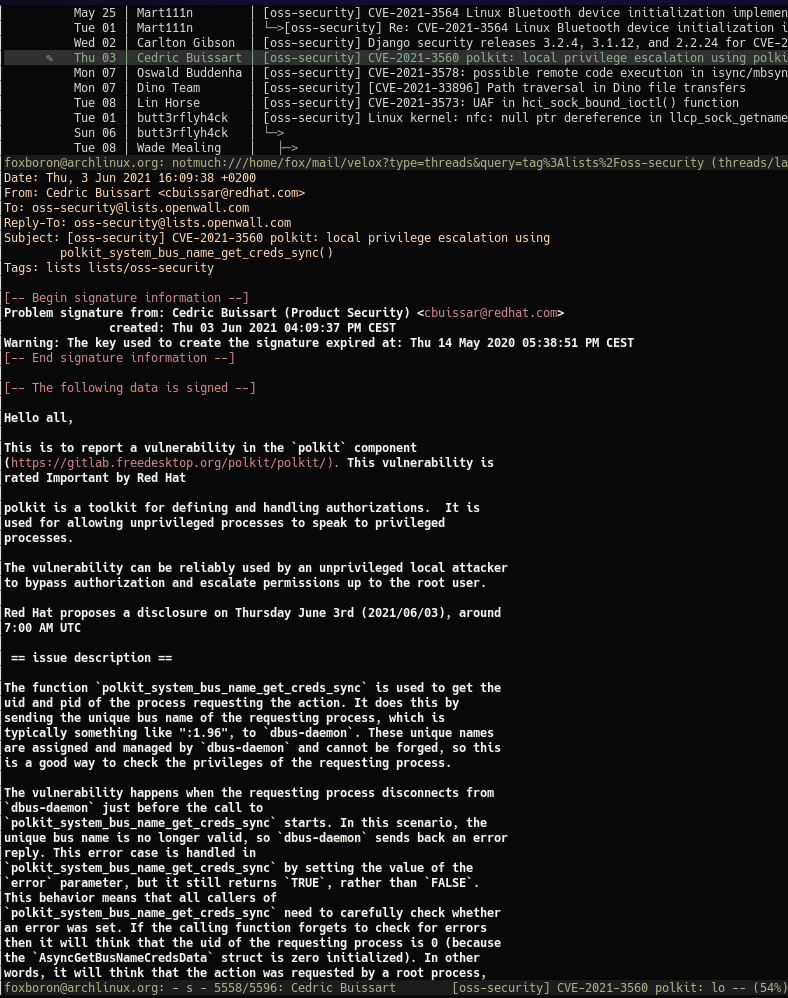 May 25 | Mart111n | [oss-security] CVE-2021-3564 Linux Bluetooth device initialization implemen
Tue 01 | Mart111n | └─>[oss-security] Re: CVE-2021-3564 Linux Bluetooth device initialization i
Wed 02 | Carlton Gibson | [oss-security] Django security releases 3.2.4, 3.1.12, and 2.2.24 for CVE-2
✎ Thu 03 | Cedric Buissart | [oss-security] CVE-2021-3560 polkit: local privilege escalation using polki
Mon 07 | Oswald Buddenha | [oss-security] CVE-2021-3578: possible remote code execution in isync/mbsyn
Mon 07 | Dino Team | [oss-security] [CVE-2021-33896] Path traversal in Dino file transfers
Tue 08 | Lin Horse | [oss-security] CVE-2021-3573: UAF in hci_sock_bound_ioctl() function
Tue 01 | butt3rflyh4ck | [oss-security] Linux kernel: nfc: null ptr dereference in llcp_sock_getname
Sun 06 | butt3rflyh4ck | └─>
Tue 08 | Wade Mealing | ├─>
foxboron@archlinux.org: notmuch:///home/fox/mail/velox?type=threads&query=tag%3Alists%2Foss-security (threads/la
Date: Thu, 3 Jun 2021 16:09:38 +0200
From: Cedric Buissart <cbuissar@redhat.com>
To: oss-security@lists.openwall.com
Reply-To: oss-security@lists.openwall.com
Subject: [oss-security] CVE-2021-3560 polkit: local privilege escalation using
polkit_system_bus_name_get_creds_sync()
Tags: lists lists/oss-security
[-- Begin signature information --]
Problem signature from: Cedric Buissart (Product Security) <cbuissar@redhat.com>
created: Thu 03 Jun 2021 04:09:37 PM CEST
Warning: The key used to create the signature expired at: Thu 14 May 2020 05:38:51 PM CEST
[-- End signature information --]
[-- The following data is signed --]
Hello all,
This is to report a vulnerability in the `polkit` component
(https://gitlab.freedesktop.org/polkit/polkit/). This vulnerability is
rated Important by Red Hat
polkit is a toolkit for defining and handling authorizations.  It is
used for allowing unprivileged processes to speak to privileged
processes.
The vulnerability can be reliably used by an unprivileged local attacker
to bypass authorization and escalate permissions up to the root user.
Red Hat proposes a disclosure on Thursday June 3rd (2021/06/03), around
7:00 AM UTC
== issue description ==
The function `polkit_system_bus_name_get_creds_sync` is used to get the
uid and pid of the process requesting the action. It does this by
sending the unique bus name of the requesting process, which is
typically something like ":1.96", to `dbus-daemon`. These unique names
are assigned and managed by `dbus-daemon` and cannot be forged, so this
is a good way to check the privileges of the requesting process.
The vulnerability happens when the requesting process disconnects from
`dbus-daemon` just before the call to
`polkit_system_bus_name_get_creds_sync` starts. In this scenario, the
unique bus name is no longer valid, so `dbus-daemon` sends back an error
reply. This error case is handled in
`polkit_system_bus_name_get_creds_sync` by setting the value of the
`error` parameter, but it still returns `TRUE`, rather than `FALSE`.
This behavior means that all callers of
`polkit_system_bus_name_get_creds_sync` need to carefully check whether
an error was set. If the calling function forgets to check for errors
then it will think that the uid of the requesting process is 0 (because
the `AsyncGetBusNameCredsData` struct is zero initialized). In other
words, it will think that the action was requested by a root process,
foxboron@archlinux.org: - s - 5558/5596: Cedric Buissart [oss-security] CVE-2021-3560 polkit: lo -- (54%)